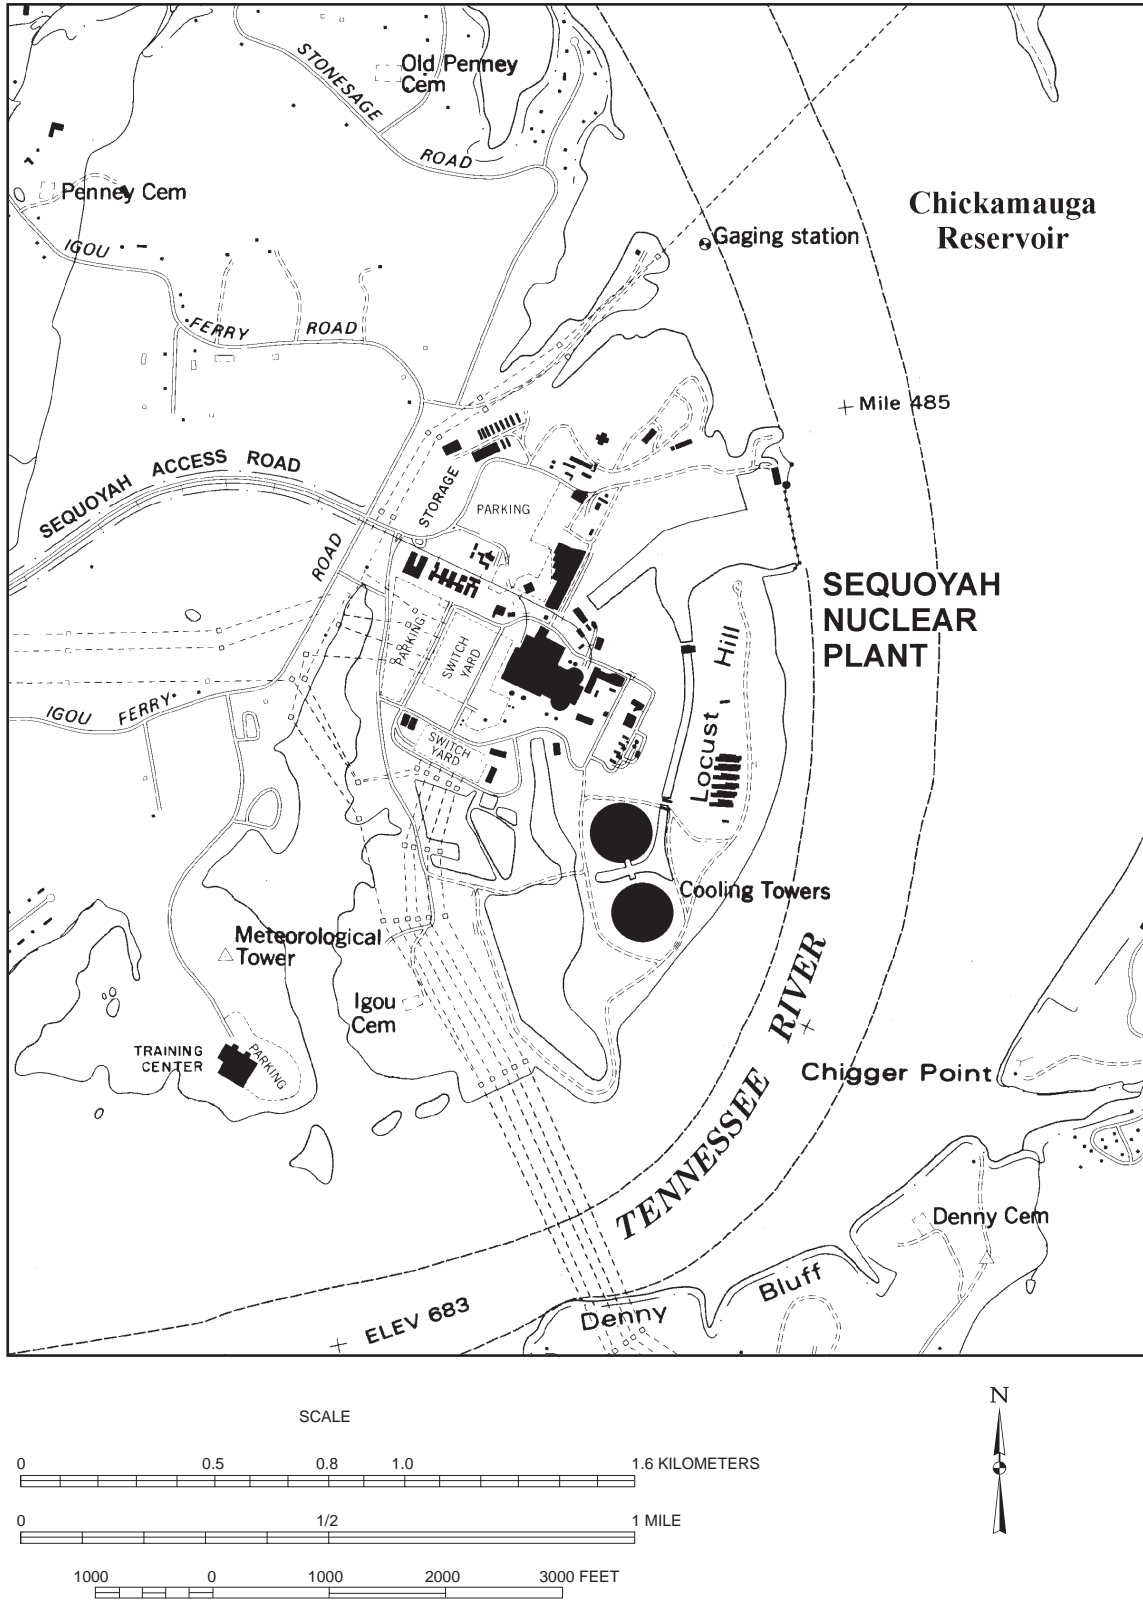 Old Penney
Cem
STONESAGE
ROAD
Penney Cem
IGOU
FERRY
ROAD
Chickamauga
Reservoir
Gaging station
Mile 485
SEQUOYAH ACCESS ROAD
STORAGE
PARKING
ROAD
PARKING
SWITCH
YARD
SEQUOYAH
NUCLEAR
PLANT
Locust Hill
IGOU FERRY
SWITCH
YARD
Cooling Towers
Meteorological
Tower
Igou
Cem
TRAINING
CENTER
PARKING
TENNESSEE RIVER
Chigger Point
Denny Cem
Denny Bluff
ELEV 683
N
SCALE
0 0.5 0.8 1.0 1.6 KILOMETERS
0 1/2 1 MILE
1000 0 1000 2000 3000 FEET